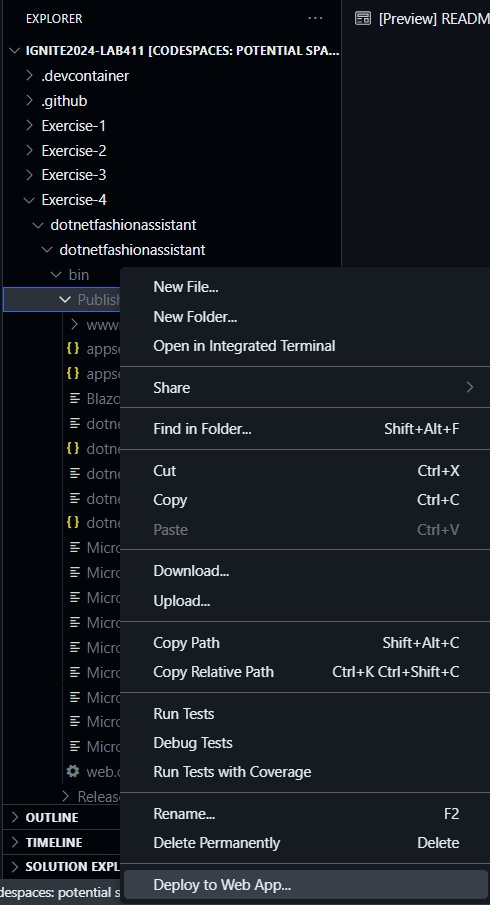 EXPLORER
[Preview] READM
IGNITE2024-LAB411 [CODESPACES: POTENTIAL SPA...
.devcontainer
.github
Exercise-1
Exercise-2
Exercise-3
Exercise-4
dotnetfashionassistant
dotnetfashionassistant
bin
Publish
www
appse
appse
Blazo
dotne
dotne
dotne
dotne
dotne
Micro
Micro
Micro
Micro
Micro
Micro
Micro
Micro
Micro
web.c
Release
OUTLINE
TIMELINE
SOLUTION EXPL
despaces: potential s
New File...
New Folder...
Open in Integrated Terminal
Share
Find in Folder... Shift+Alt+F
Cut Ctrl+X
Copy Ctrl+C
Paste Ctrl+V
Download...
Upload...
Copy Path Shift+Alt+C
Copy Relative Path Ctrl+K Ctrl+Shift+C
Run Tests
Debug Tests
Run Tests with Coverage
Rename... F2
Delete Permanently Delete
Deploy to Web App...